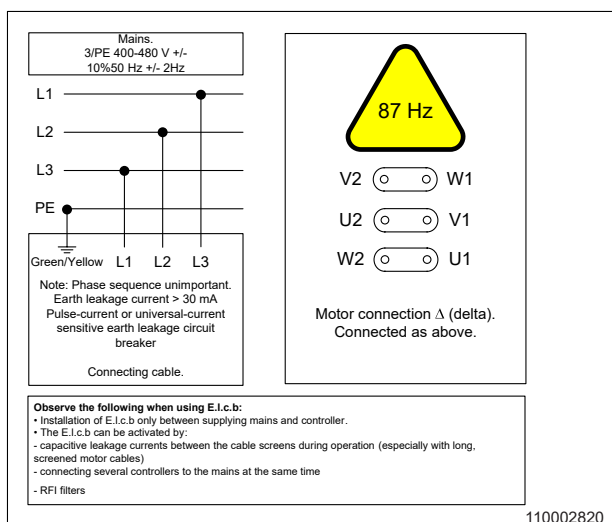 Mains.
3/PE 400-480 V +/-
10%50 Hz +/- 2Hz
L1
L2
L3
PE
Green/Yellow L1 L2 L3
Note: Phase sequence unimportant.
Earth leakage current > 30 mA
Pulse-current or universal-current
sensitive earth leakage circuit
breaker
Connecting cable.
87 Hz
V2 W1
U2 V1
W2 U1
Motor connection Δ (delta).
Connected as above.
Observe the following when using E.l.c.b:
• Installation of E.l.c.b only between supplying mains and controller.
• The E.l.c.b can be activated by:
- capacitive leakage currents between the cable screens during operation (especially with long,
screened motor cables)
- connecting several controllers to the mains at the same time
- RFI filters
110002820